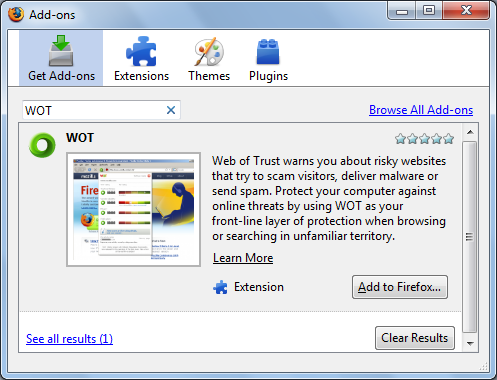 Add-ons
Get Add-ons
Extensions
Themes
Plugins
WOT
Browse All Add-ons
WOT
Web of Trust warns you about risky websites
that try to scam visitors, deliver malware or
send spam. Protect your computer against
online threats by using WOT as your
front-line layer of protection when browsing
or searching in unfamiliar territory.
Learn More
Extension
Add to Firefox...
See all results (1)
Clear Results